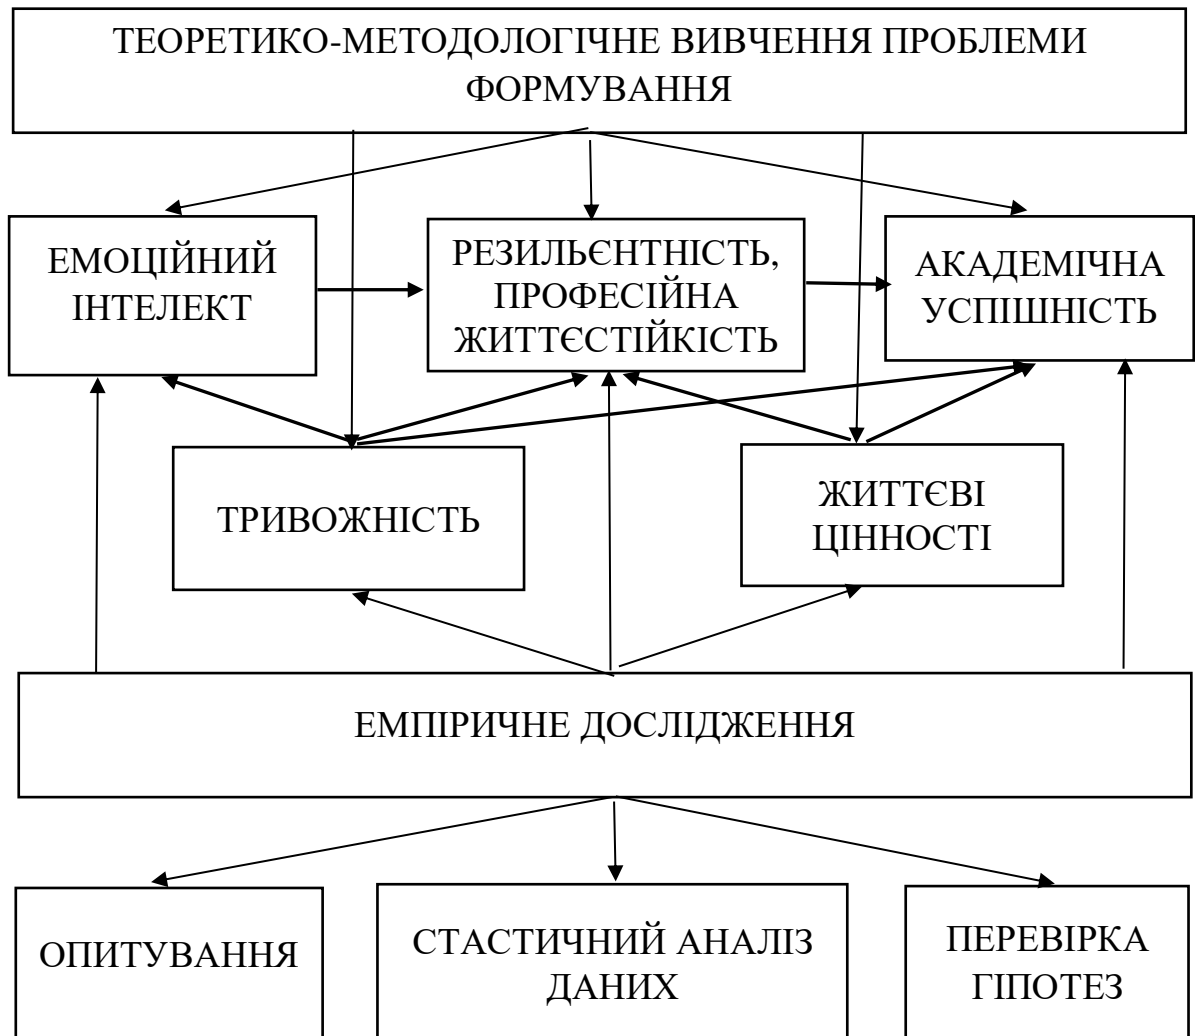 ТЕОРЕТИКО-МЕТОДОЛОГІЧНЕ ВИВЧЕННЯ ПРОБЛЕМИ
ФОРМУВАННЯ
ЕМОЦІЙНИЙ
ІНТЕЛЕКТ
РЕЗИЛЬЄНТНІСТЬ,
ПРОФЕСІЙНА
ЖИТТЄСТІЙКІСТЬ
АКАДЕМІЧНА
УСПІШНІСТЬ
ТРИВОЖНІСТЬ
ЖИТТЄВІ
ЦІННОСТІ
ЕМПІРИЧНЕ ДОСЛІДЖЕННЯ
ОПИТУВАННЯ
СТАСТИЧНИЙ АНАЛІЗ
ДАНИХ
ПЕРЕВІРКА
ГІПОТЕЗ